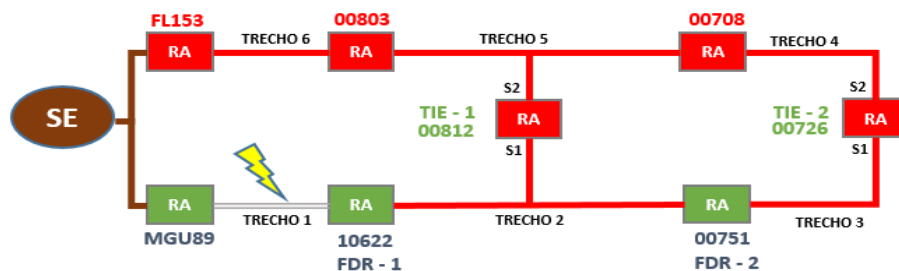 FL153
00803
00708
RA
TRECHO 6
RA
TRECHO 5
RA
TRECHO 4
SE
S2
TIE - 1
00812
RA
S1
S2
TIE - 2
00726
RA
S1
RA
TRECHO 1
RA
TRECHO 2
RA
TRECHO 3
MGU89
10622
FDR - 1
00751
FDR - 2